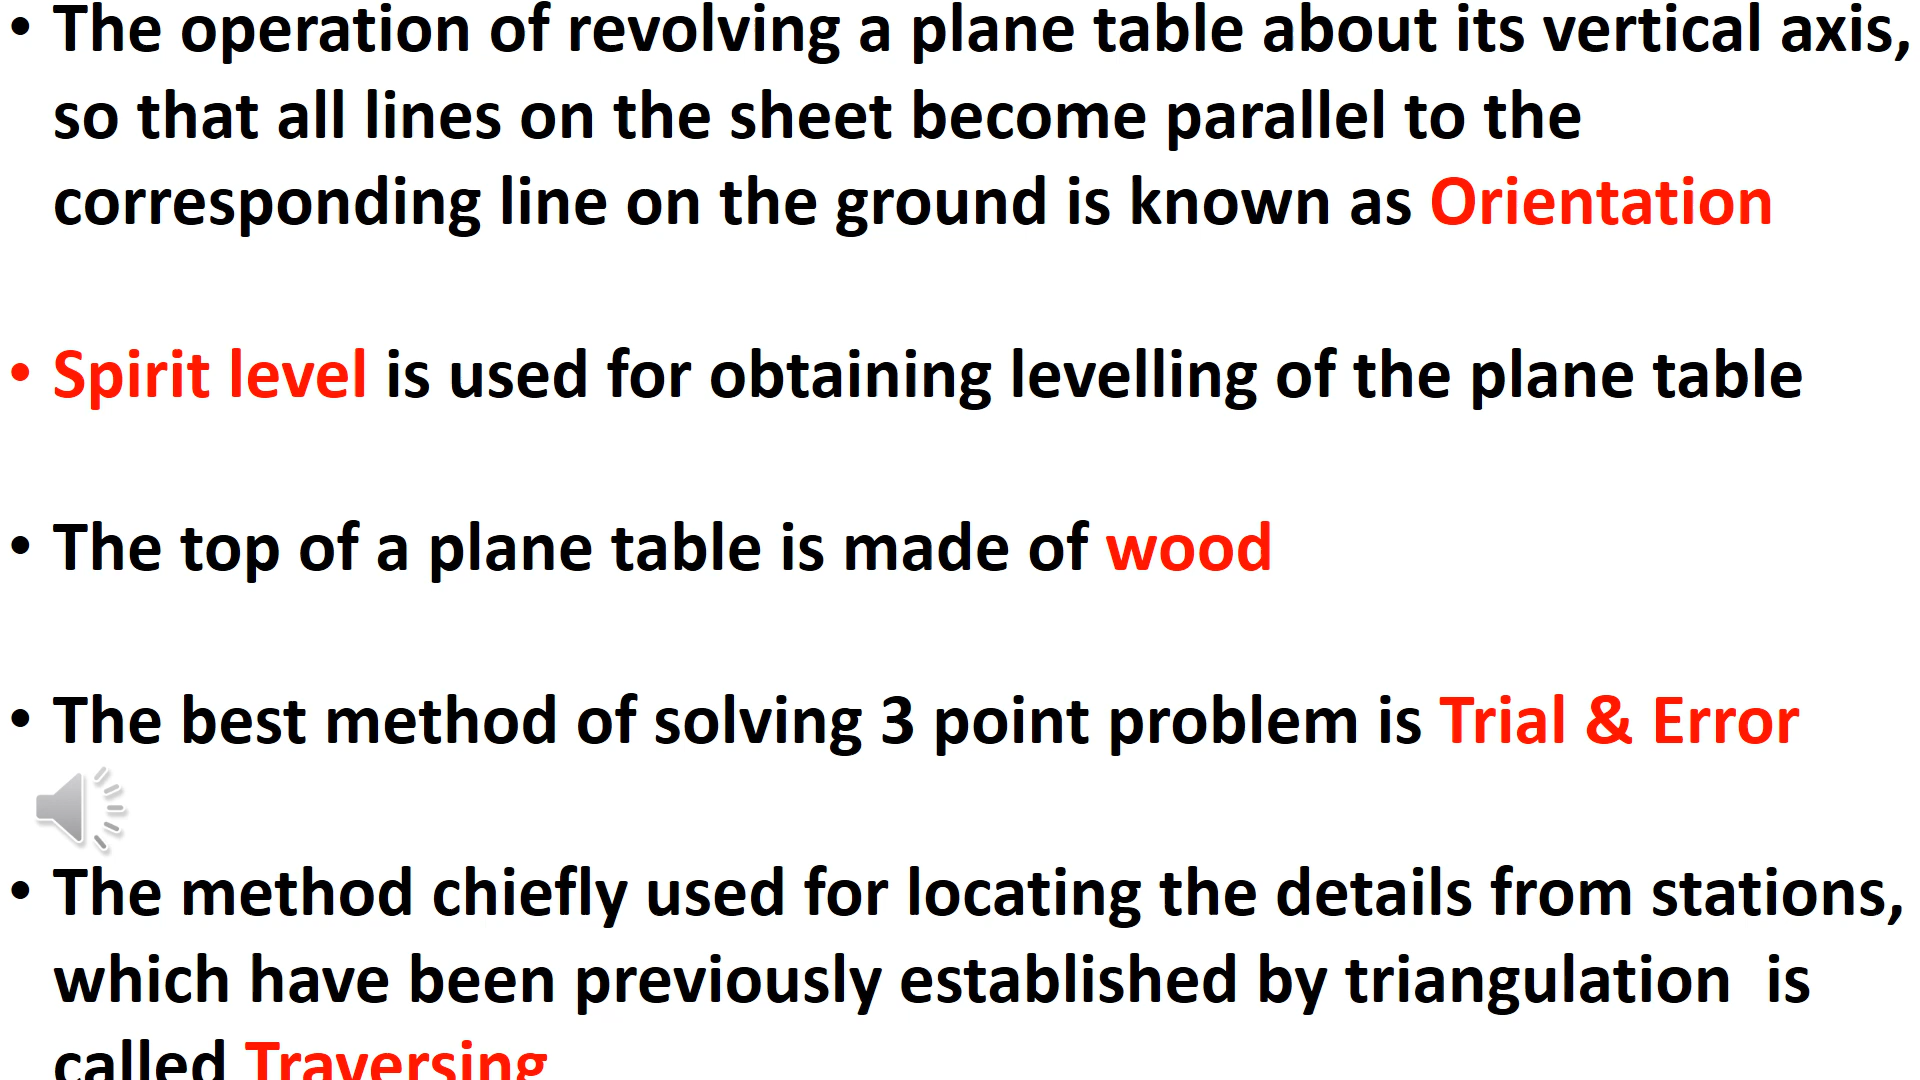 • The operation of revolving a plane table about its vertical axis,
so that all lines on the sheet become parallel to the
corresponding line on the ground is known as Orientation
• Spirit level is used for obtaining levelling of the plane table
• The top of a plane table is made of wood
• The best method of solving 3 point problem is Trial & Error
• The method chiefly used for locating the details from stations,
which have been previously established by triangulation  is
called Traversing